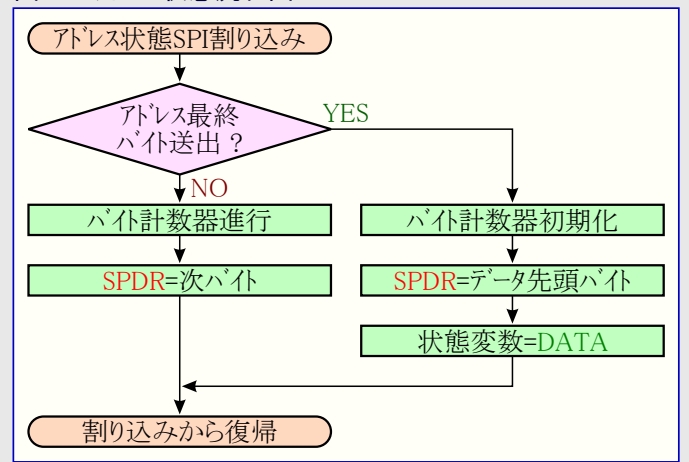 アドレス状態SPI割り込み
アドレス最終
バイト送出？
YES
NO
バイト計数器進行
バイト計数器初期化
SPDR=次バイト
SPDR=データ先頭バイト
状態変数=DATA
割り込みから復帰